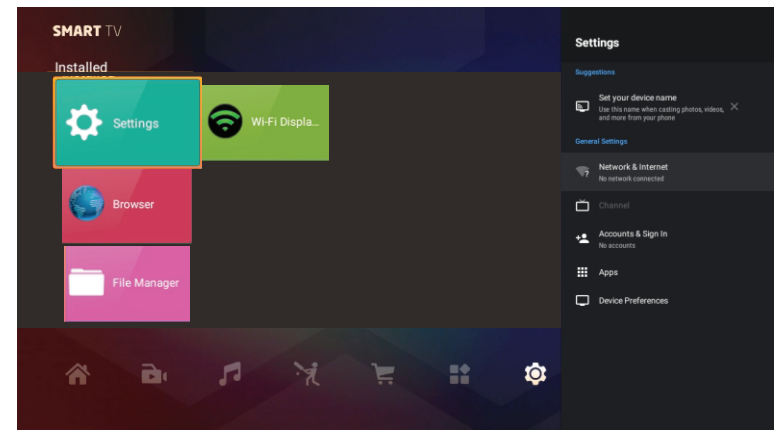 SMART TV
Installed
Installed
Settings
Wi-Fi Displa...
Browser
File Manager
Settings
Suggestions
Set your device name
Use this name when casting photos, videos,
and more from your phone
General Settings
Network & Internet
No network connected
Channel
Accounts & Sign In
No accounts
Apps
Device Preferences